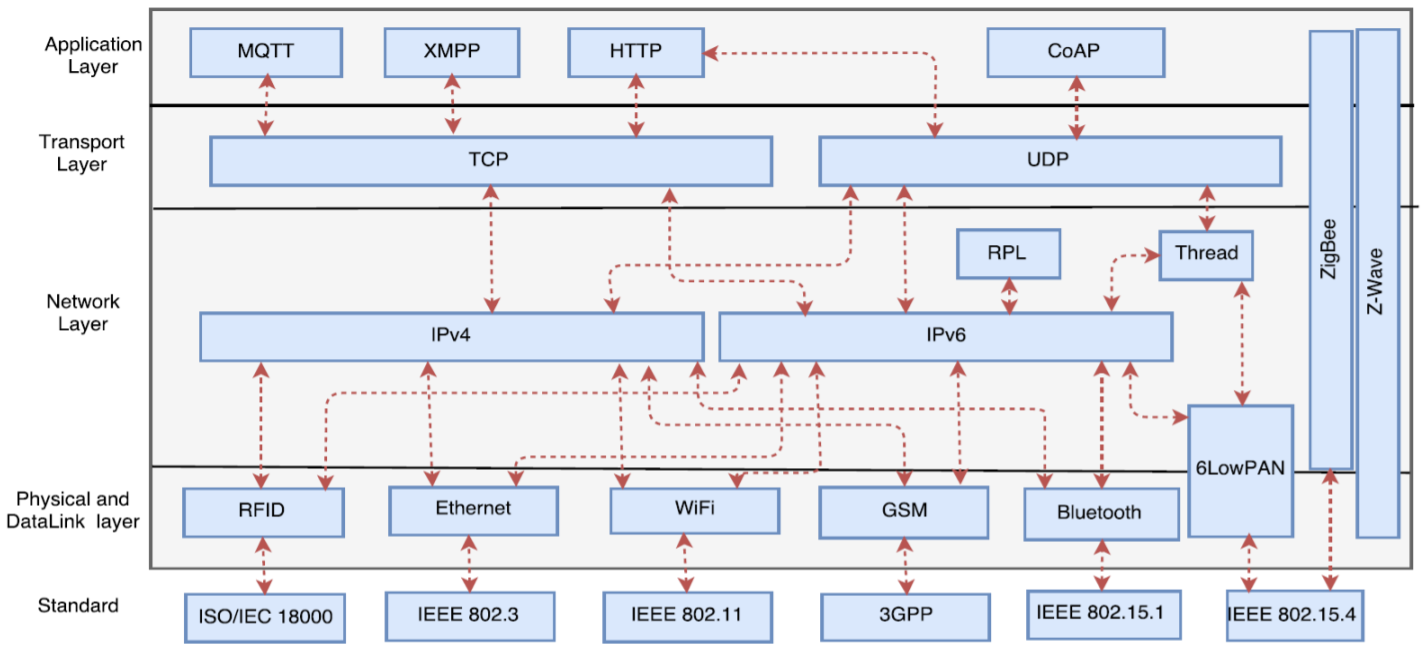 Application
Layer
MQTT
XMPP
HTTP
CoAP
Transport
Layer
TCP
UDP
ZigBee
Z-Wave
Network
Layer
RPL
Thread
IPv4
IPv6
6LowPAN
Physical and
DataLink layer
RFID
Ethernet
WiFi
GSM
Bluetooth
Standard
ISO/IEC 18000
IEEE 802.3
IEEE 802.11
3GPP
IEEE 802.15.1
IEEE 802.15.4